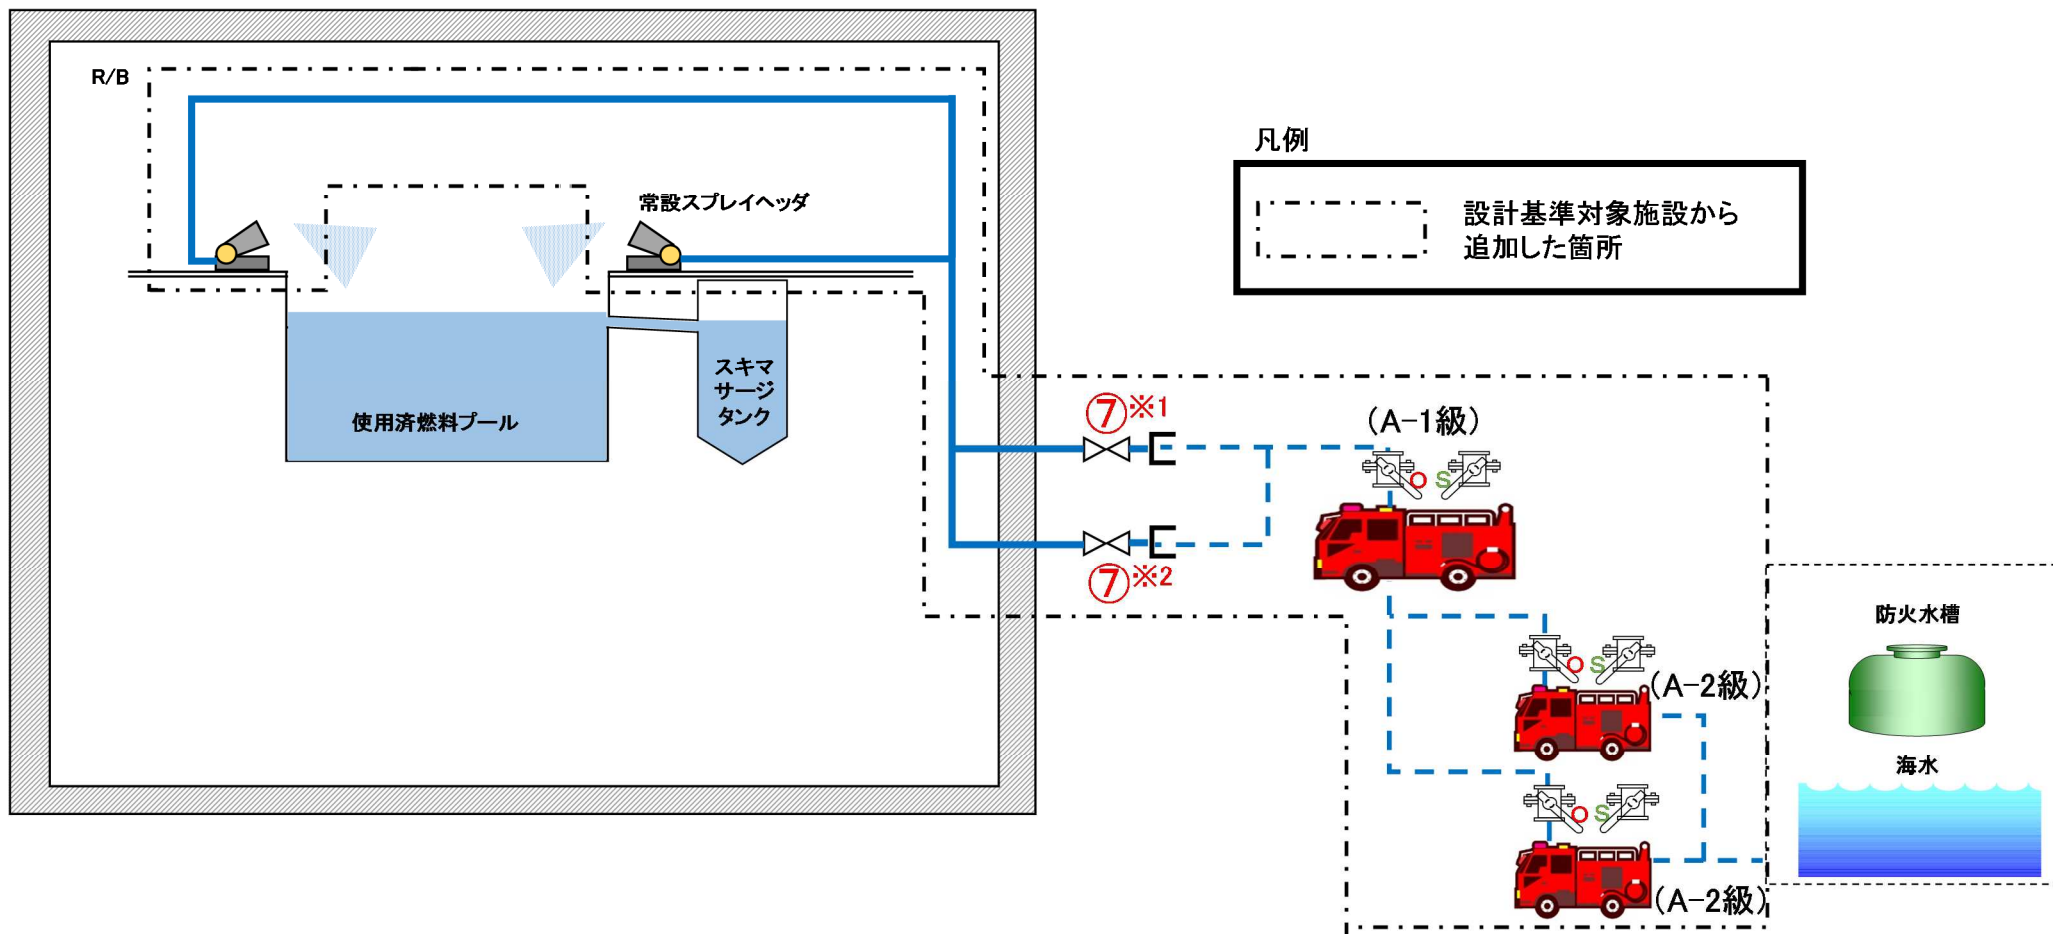 R/B
凡例
設計基準対象施設から
追加した箇所
常設スプレイヘッダ
スキマ
サージ
タンク
使用済燃料プール
⑦※1
(A-1級)
O S
⑦※2
防火水槽
O S
(A-2級)
海水
O S
(A-2級)